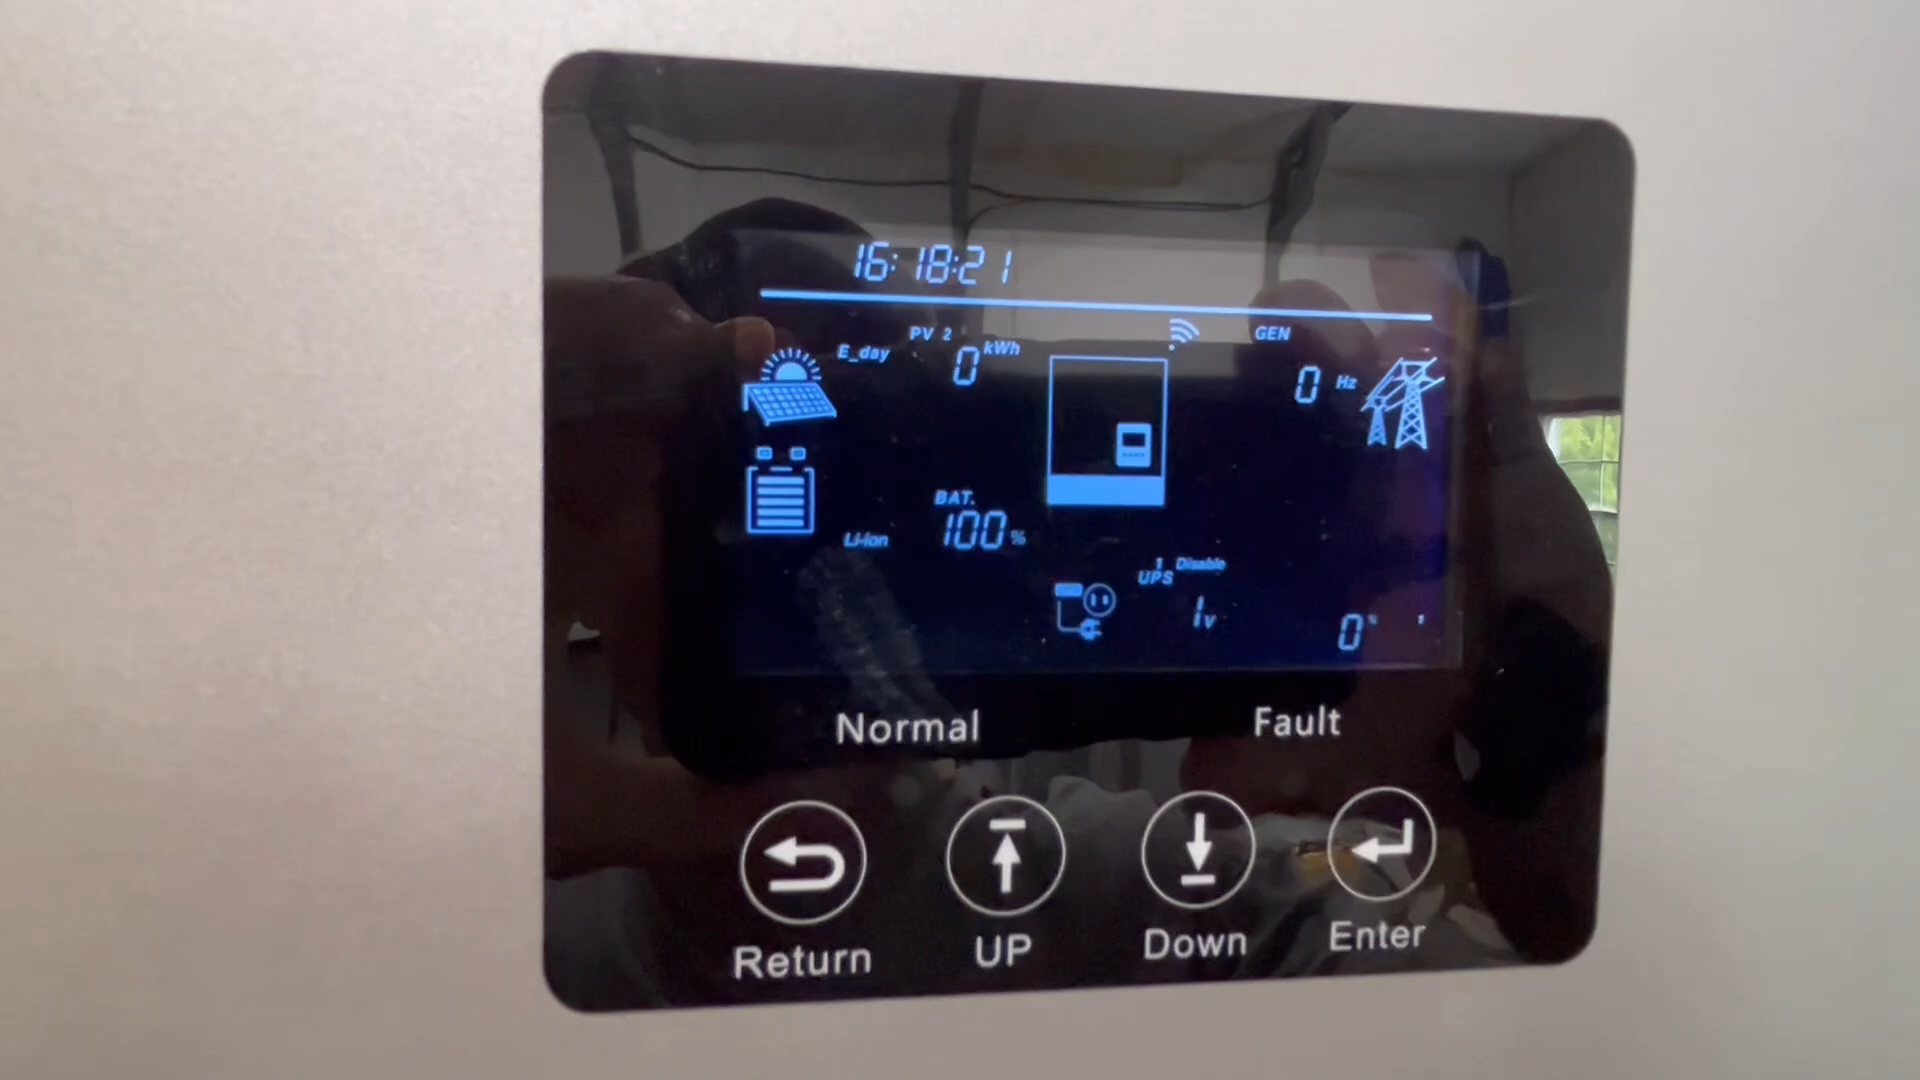 16:18:21
PV 2
E_day 0 kWh
GEN
0 Hz
BAT.
Li-ion 100 %
1 Disable
UPS
1 v
0 %
Normal Fault
Return UP Down Enter